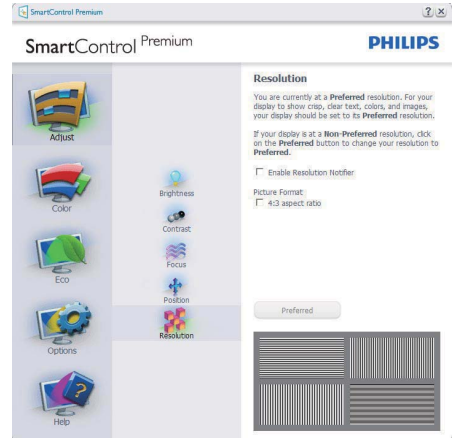 SmartControl Premium
SmartControl Premium
PHILIPS
Adjust
Color
Eco
Options
Help
Brightness
Contrast
Focus
Position
Resolution
Resolution
You are currently at a Preferred resolution. For your
display to show crisp, clear text, colors, and images,
your display should be set to its Preferred resolution.
If your display is at a Non-Preferred resolution, click
on the Preferred button to change your resolution to
Preferred.
Enable Resolution Notifier
Picture Format
4:3 aspect ratio
Preferred